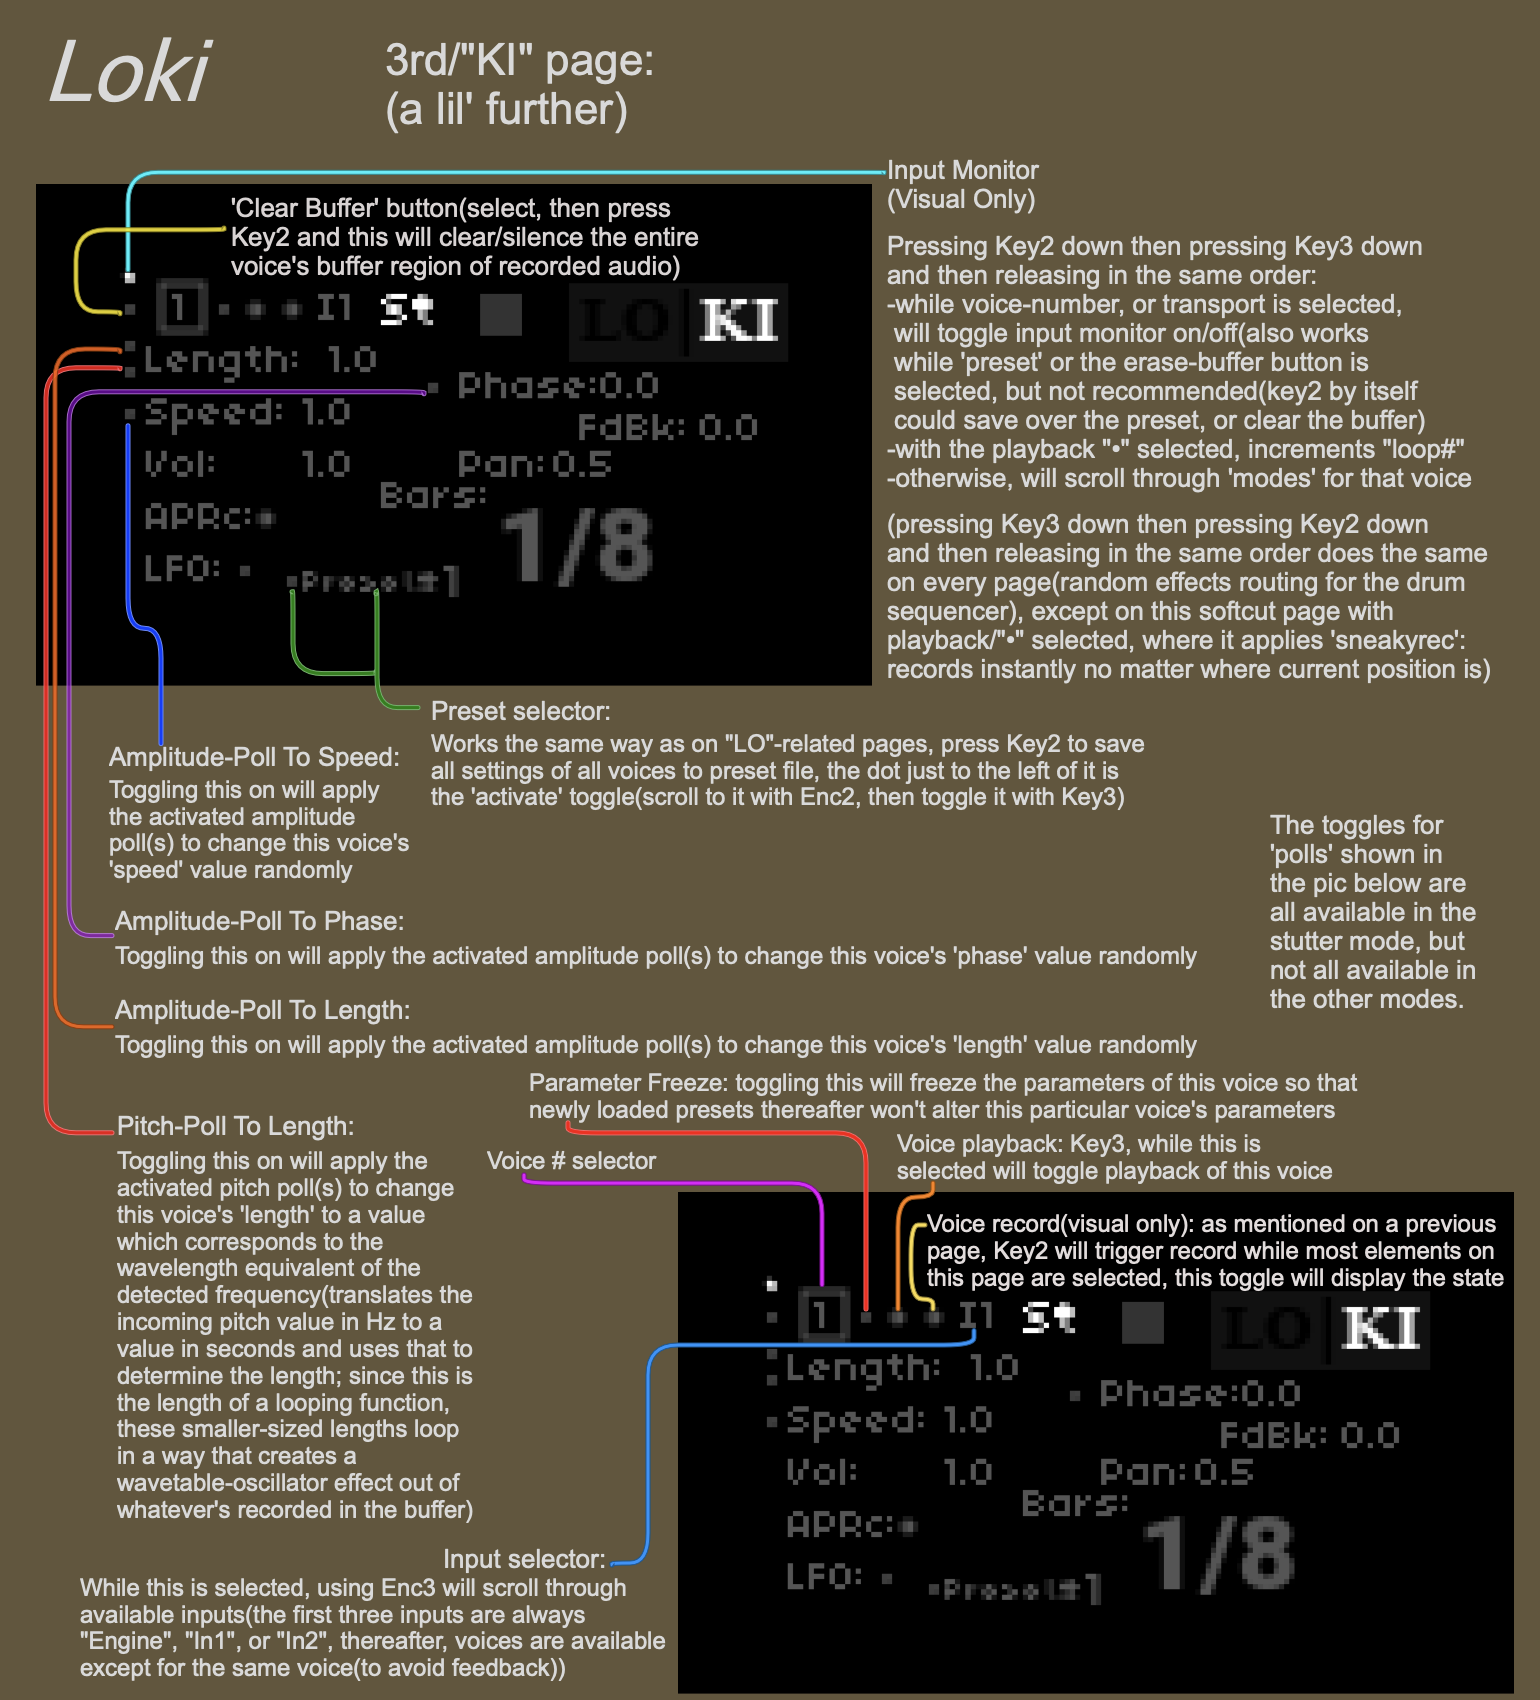 Loki
3rd/"KI" page:
(a lil' further)
Input Monitor
(Visual Only)
'Clear Buffer' button(select, then press
Key2 and this will clear/silence the entire
voice's buffer region of recorded audio)
1
I1
St
LO
KI
Length: 1.0
Phase:0.0
Speed: 1.0
FdBk: 0.0
Vol: 1.0
Pan:0.5
Bars:
APRc:
1/8
LFO:
Pressing Key2 down then pressing Key3 down
and then releasing in the same order:
-while voice-number, or transport is selected,
will toggle input monitor on/off(also works
while 'preset' or the erase-buffer button is
selected, but not recommended(key2 by itself
could save over the preset, or clear the buffer)
-with the playback "•" selected, increments "loop#"
-otherwise, will scroll through 'modes' for that voice
(pressing Key3 down then pressing Key2 down
and then releasing in the same order does the same
on every page(random effects routing for the drum
sequencer), except on this softcut page with
playback/"•" selected, where it applies 'sneakyrec':
records instantly no matter where current position is)
Preset selector:
Works the same way as on "LO"-related pages, press Key2 to save
all settings of all voices to preset file, the dot just to the left of it is
the 'activate' toggle(scroll to it with Enc2, then toggle it with Key3)
Amplitude-Poll To Speed:
Toggling this on will apply
the activated amplitude
poll(s) to change this voice's
'speed' value randomly
The toggles for
'polls' shown in
the pic below are
all available in the
stutter mode, but
not all available in
the other modes.
Amplitude-Poll To Phase:
Toggling this on will apply the activated amplitude poll(s) to change this voice's 'phase' value randomly
Amplitude-Poll To Length:
Toggling this on will apply the activated amplitude poll(s) to change this voice's 'length' value randomly
Parameter Freeze: toggling this will freeze the parameters of this voice so that
newly loaded presets thereafter won't alter this particular voice's parameters
Pitch-Poll To Length:
Toggling this on will apply the
activated pitch poll(s) to change
this voice's 'length' to a value
which corresponds to the
wavelength equivalent of the
detected frequency(translates the
incoming pitch value in Hz to a
value in seconds and uses that to
determine the length; since this is
the length of a looping function,
these smaller-sized lengths loop
in a way that creates a
wavetable-oscillator effect out of
whatever's recorded in the buffer)
Voice # selector
Voice playback: Key3, while this is
selected will toggle playback of this voice
Voice record(visual only): as mentioned on a previous
page, Key2 will trigger record while most elements on
this page are selected, this toggle will display the state
1
I1
St
LO
KI
Length: 1.0
Phase:0.0
Speed: 1.0
FdBk: 0.0
Vol: 1.0
Pan:0.5
Bars:
APRc:
1/8
LFO:
Input selector:
While this is selected, using Enc3 will scroll through
available inputs(the first three inputs are always
"Engine", "In1", or "In2", thereafter, voices are available
except for the same voice(to avoid feedback))